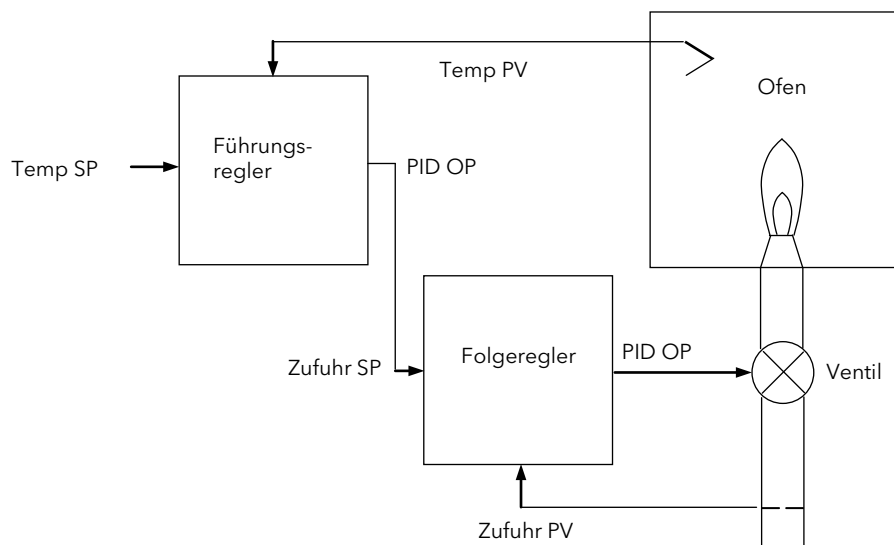 Temp PV
Ofen
Führungs-
regler
Temp SP
PID OP
Zufuhr SP
Folgeregler
PID OP
Ventil
Zufuhr PV